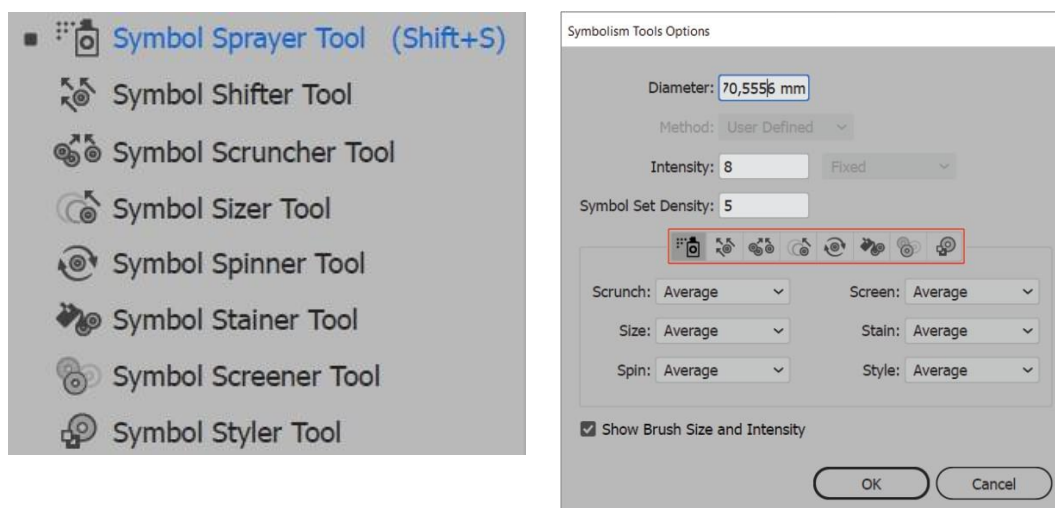 Symbol Sprayer Tool (Shift+S)
Symbol Shifter Tool
Symbol Scruncher Tool
Symbol Sizer Tool
Symbol Spinner Tool
Symbol Stainer Tool
Symbol Screener Tool
Symbol Styler Tool
Symbolism Tools Options
Diameter: 70,5556 mm
Method: User Defined
Intensity: 8 Fixed
Symbol Set Density: 5
Scrunch: Average Screen: Average
Size: Average Stain: Average
Spin: Average Style: Average
Show Brush Size and Intensity
OK Cancel